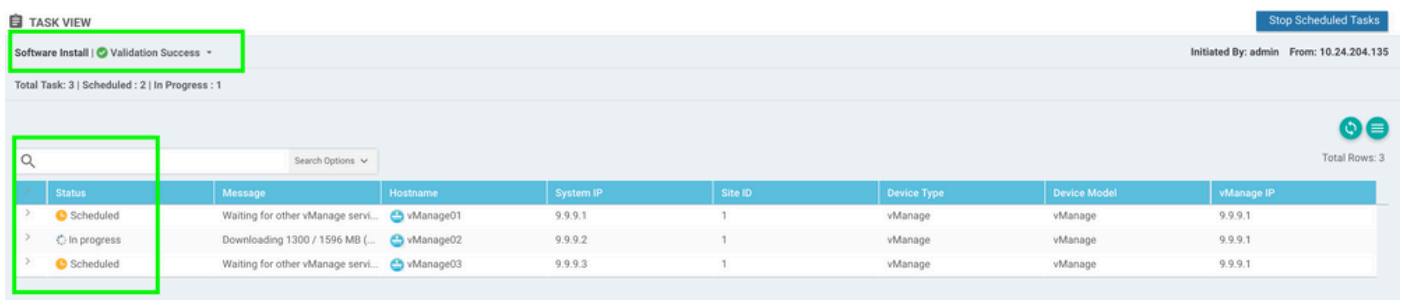 TASK VIEW
Stop Scheduled Tasks
Software Install | Validation Success
Initiated By: admin From: 10.24.204.135
Total Task: 3 | Scheduled : 2 | In Progress : 1
Search Options
Total Rows: 3
Status Message Hostname System IP Site ID Device Type Device Model vManage IP
Scheduled Waiting for other vManage servi... vManage01 9.9.9.1 1 vManage vManage 9.9.9.1
In progress Downloading 1300 / 1596 MB (... vManage02 9.9.9.2 1 vManage vManage 9.9.9.1
Scheduled Waiting for other vManage servi... vManage03 9.9.9.3 1 vManage vManage 9.9.9.1